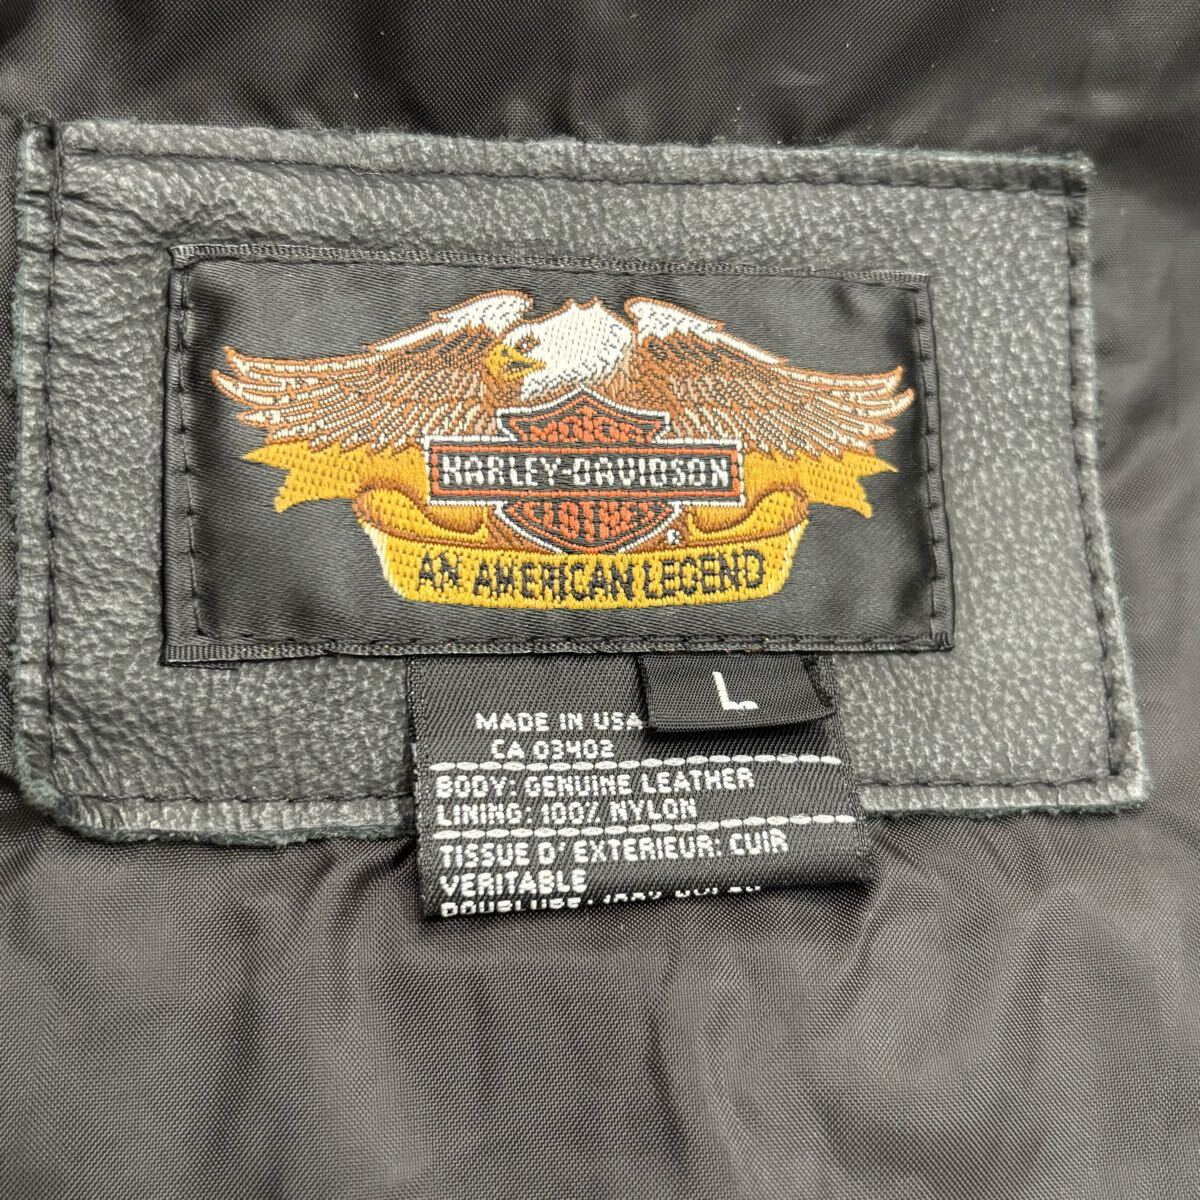 MOTOR
HARLEY-DAVIDSON
CLOTHES
®
AN AMERICAN LEGEND
L
MADE IN USA
CA 03402
BODY: GENUINE LEATHER
LINING: 100% NYLON
TISSUE D' EXTERIEUR: CUIR
VERITABLE